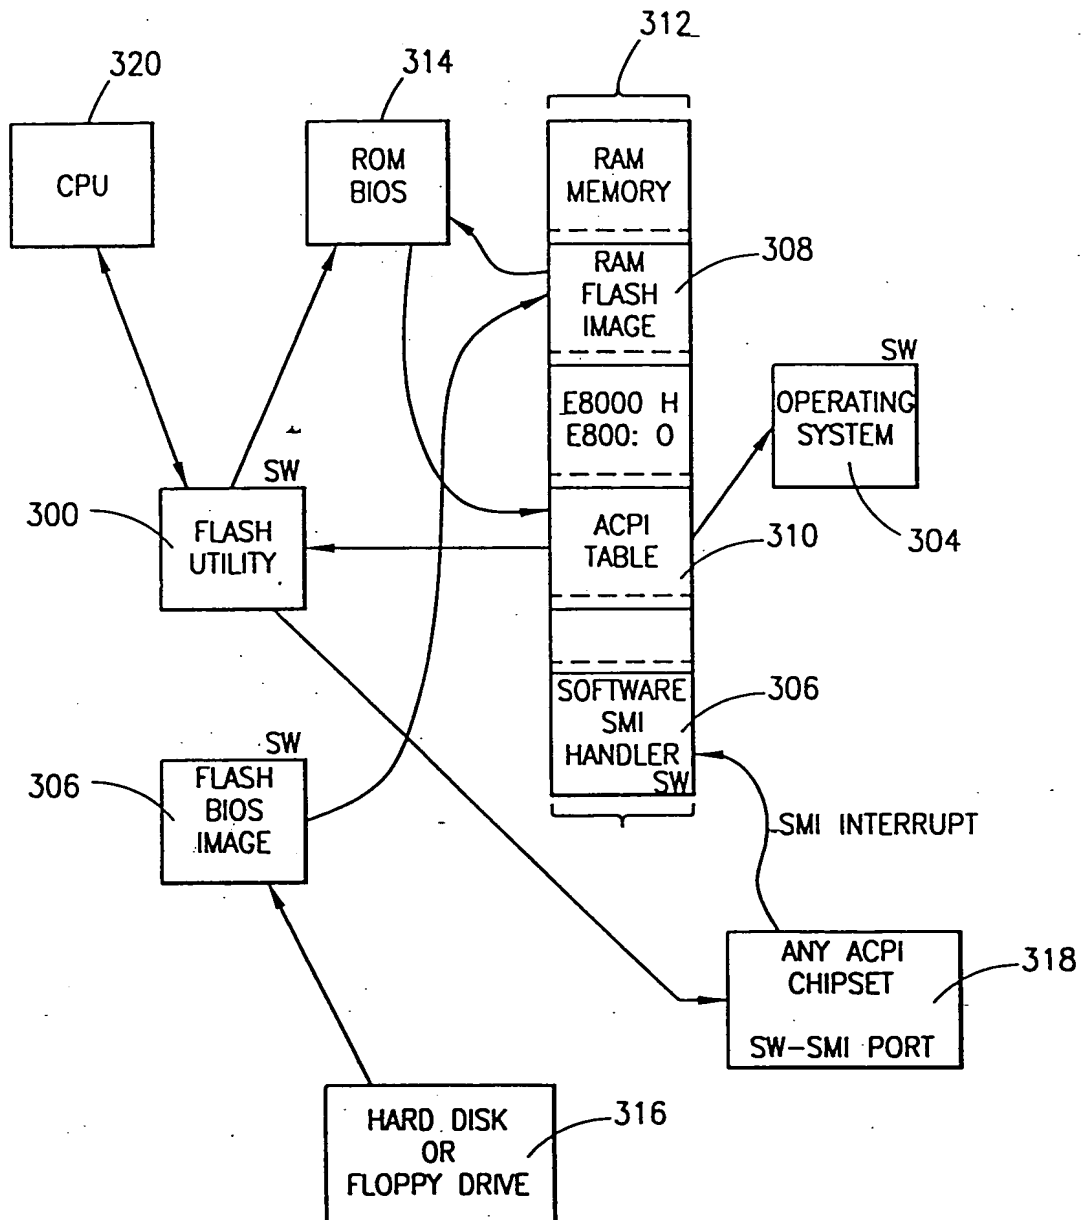 312
320
314
CPU
ROM
BIOS
RAM
MEMORY
RAM
FLASH
IMAGE
308
E8000 H
E800: 0
SW
OPERATING
SYSTEM
304
SW
300
FLASH
UTILITY
ACPI
TABLE
310
SOFTWARE
SMI
HANDLER
SW
306
SW
306
FLASH
BIOS
IMAGE
SMI INTERRUPT
ANY ACPI
CHIPSET
SW-SMI PORT
318
HARD DISK
OR
FLOPPY DRIVE
316